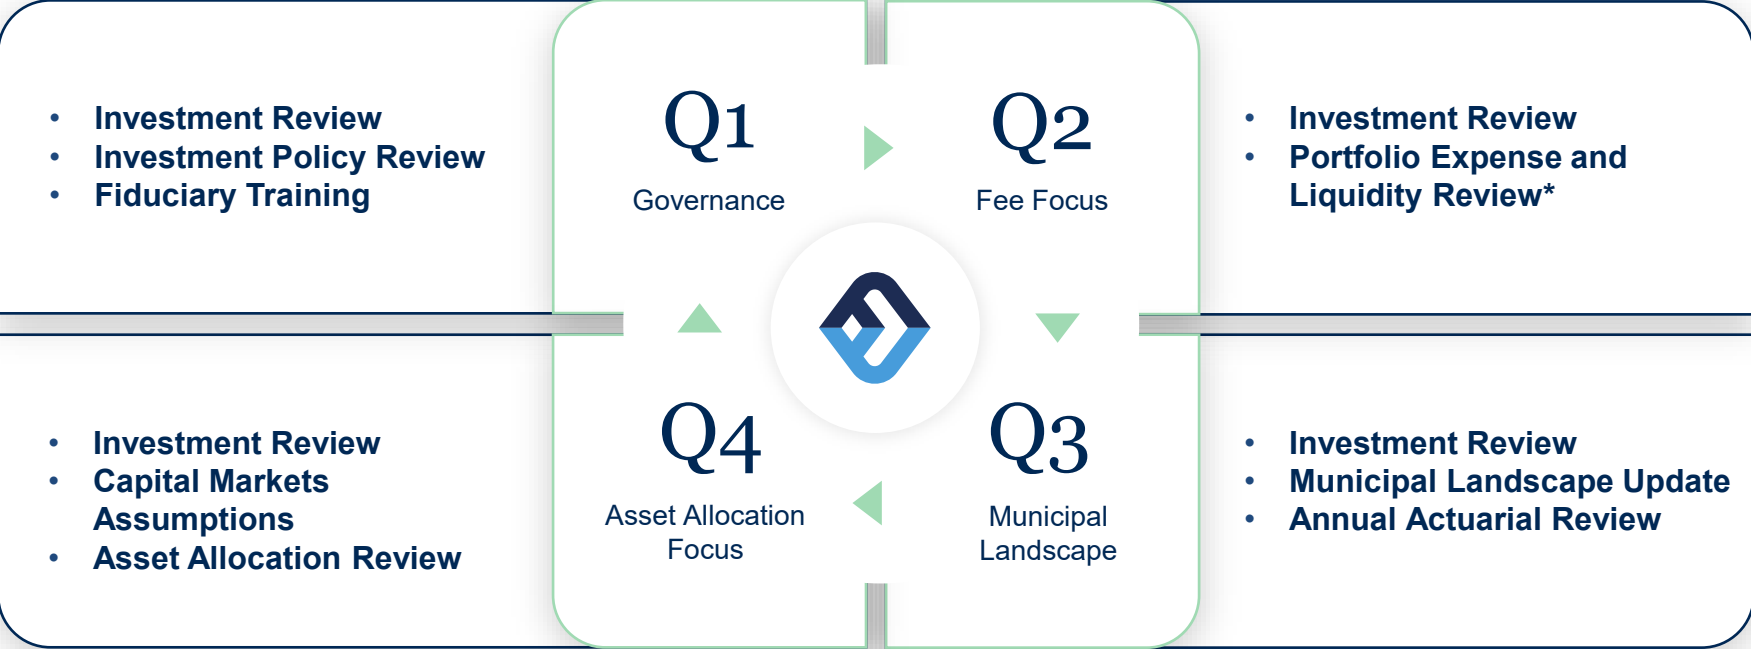 • Investment Review
• Investment Policy Review
• Fiduciary Training
Q1
Governance
Q2
Fee Focus
• Investment Review
• Portfolio Expense and
Liquidity Review*
• Investment Review
• Capital Markets
Assumptions
• Asset Allocation Review
Q4
Asset Allocation
Focus
Q3
Municipal
Landscape
• Investment Review
• Municipal Landscape Update
• Annual Actuarial Review